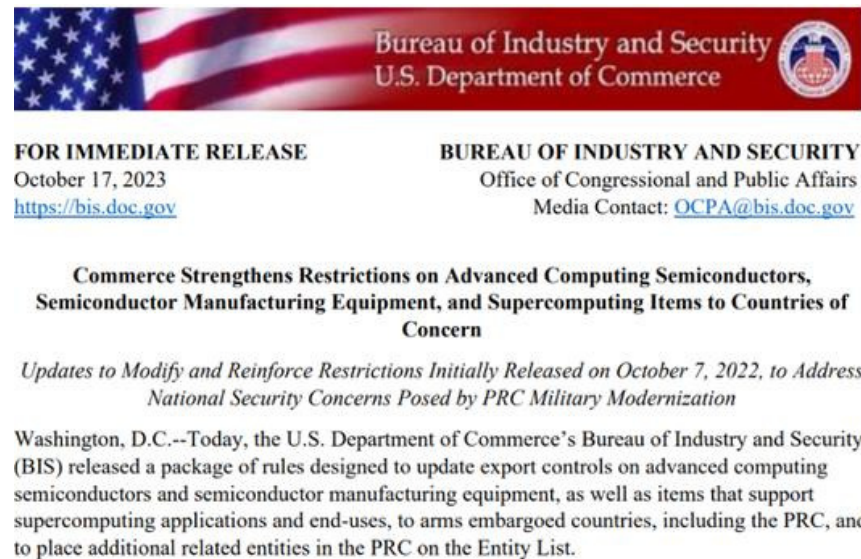 Bureau of Industry and Security
U.S. Department of Commerce
FOR IMMEDIATE RELEASE
October 17, 2023
https://bis.doc.gov
BUREAU OF INDUSTRY AND SECURITY
Office of Congressional and Public Affairs
Media Contact: OCPA@bis.doc.gov
Commerce Strengthens Restrictions on Advanced Computing Semiconductors,
Semiconductor Manufacturing Equipment, and Supercomputing Items to Countries of
Concern
Updates to Modify and Reinforce Restrictions Initially Released on October 7, 2022, to Address
National Security Concerns Posed by PRC Military Modernization
Washington, D.C.--Today, the U.S. Department of Commerce's Bureau of Industry and Security
(BIS) released a package of rules designed to update export controls on advanced computing
semiconductors and semiconductor manufacturing equipment, as well as items that support
supercomputing applications and end-uses, to arms embargoed countries, including the PRC, and
to place additional related entities in the PRC on the Entity List.